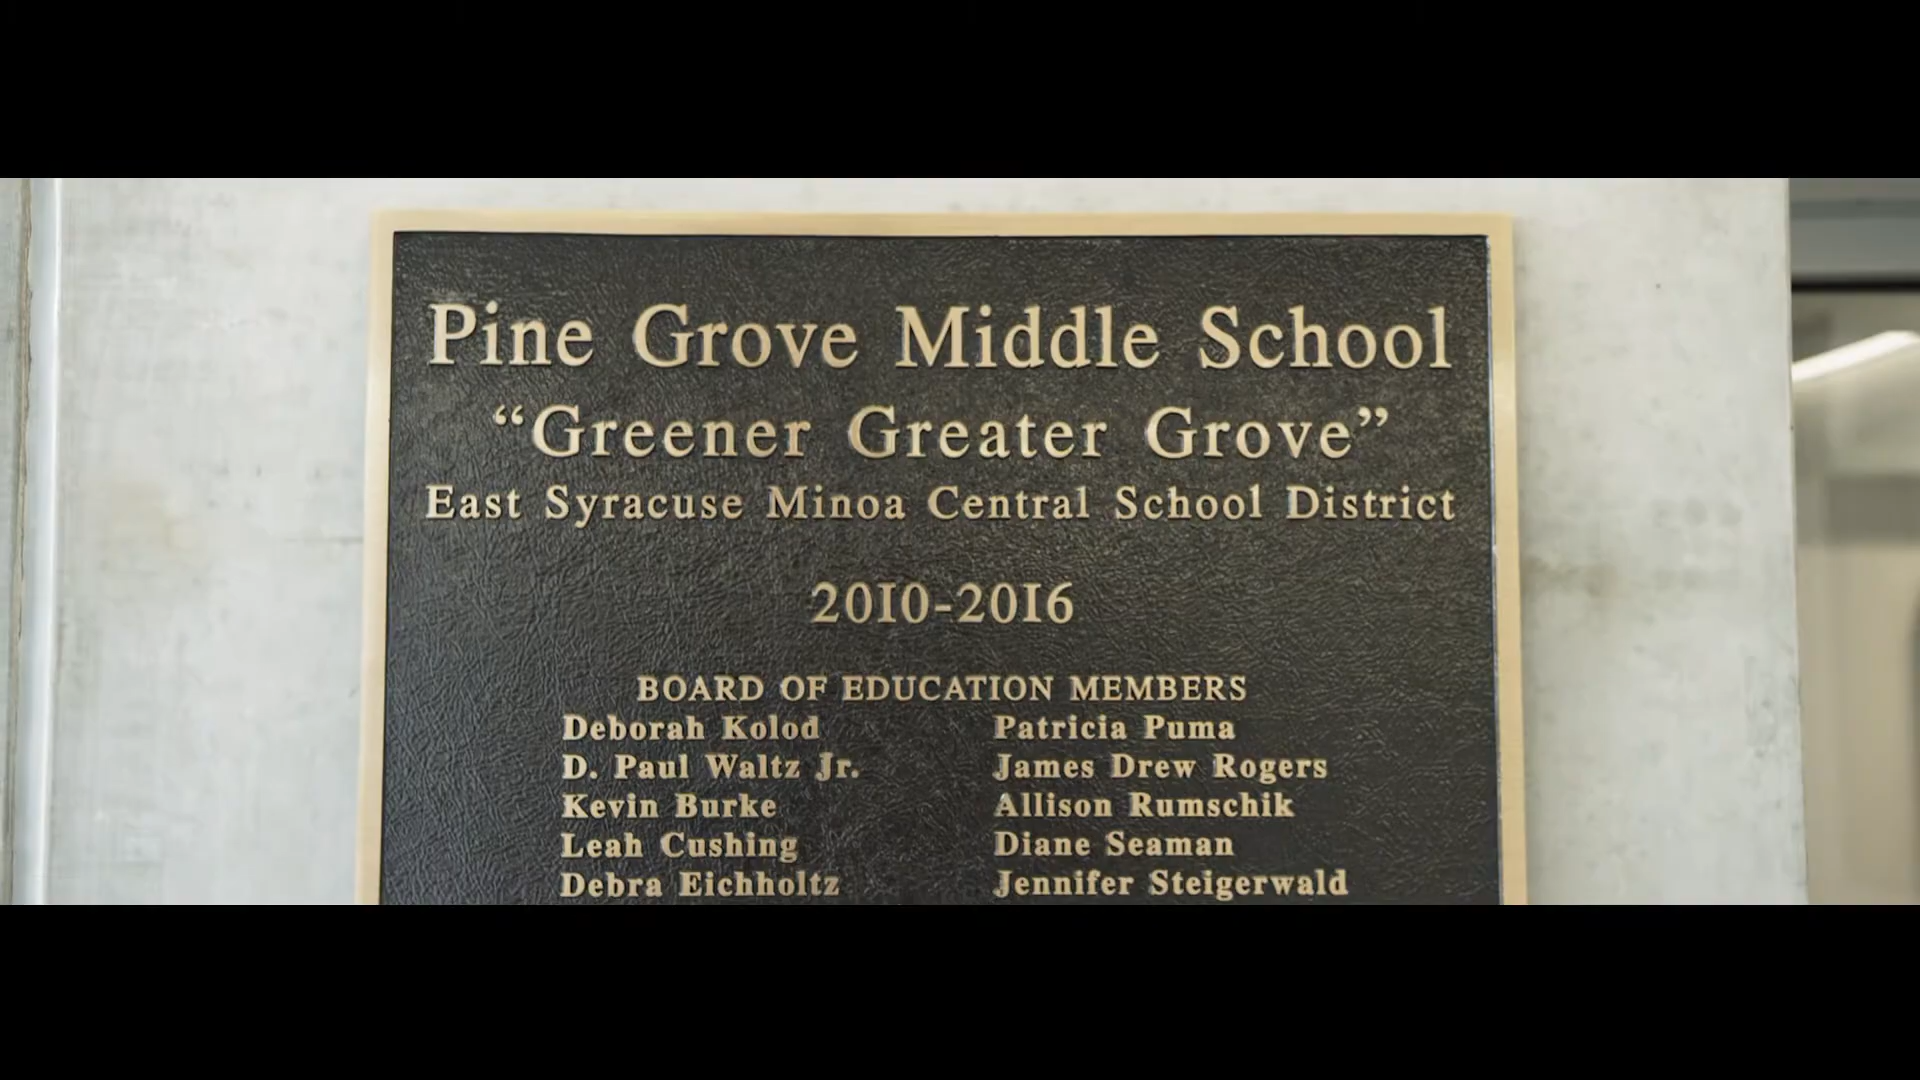 Pine Grove Middle School
“Greener Greater Grove”
East Syracuse Minoa Central School District
2010-2016
BOARD OF EDUCATION MEMBERS
Deborah Kolod Patricia Puma
D. Paul Waltz Jr. James Drew Rogers
Kevin Burke Allison Rumschik
Leah Cushing Diane Seaman
Debra Eichholtz Jennifer Steigerwald